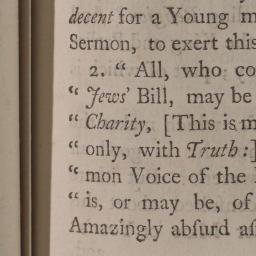 decent for a Young m
Sermon, to exert this
2. “ All, who co
“ Jews’ Bill, may be
“ Charity, [This is m
“ only, with Truth:]
“ mon Voice of the
“ is, or may be, of
Amazingly abſurd aſ